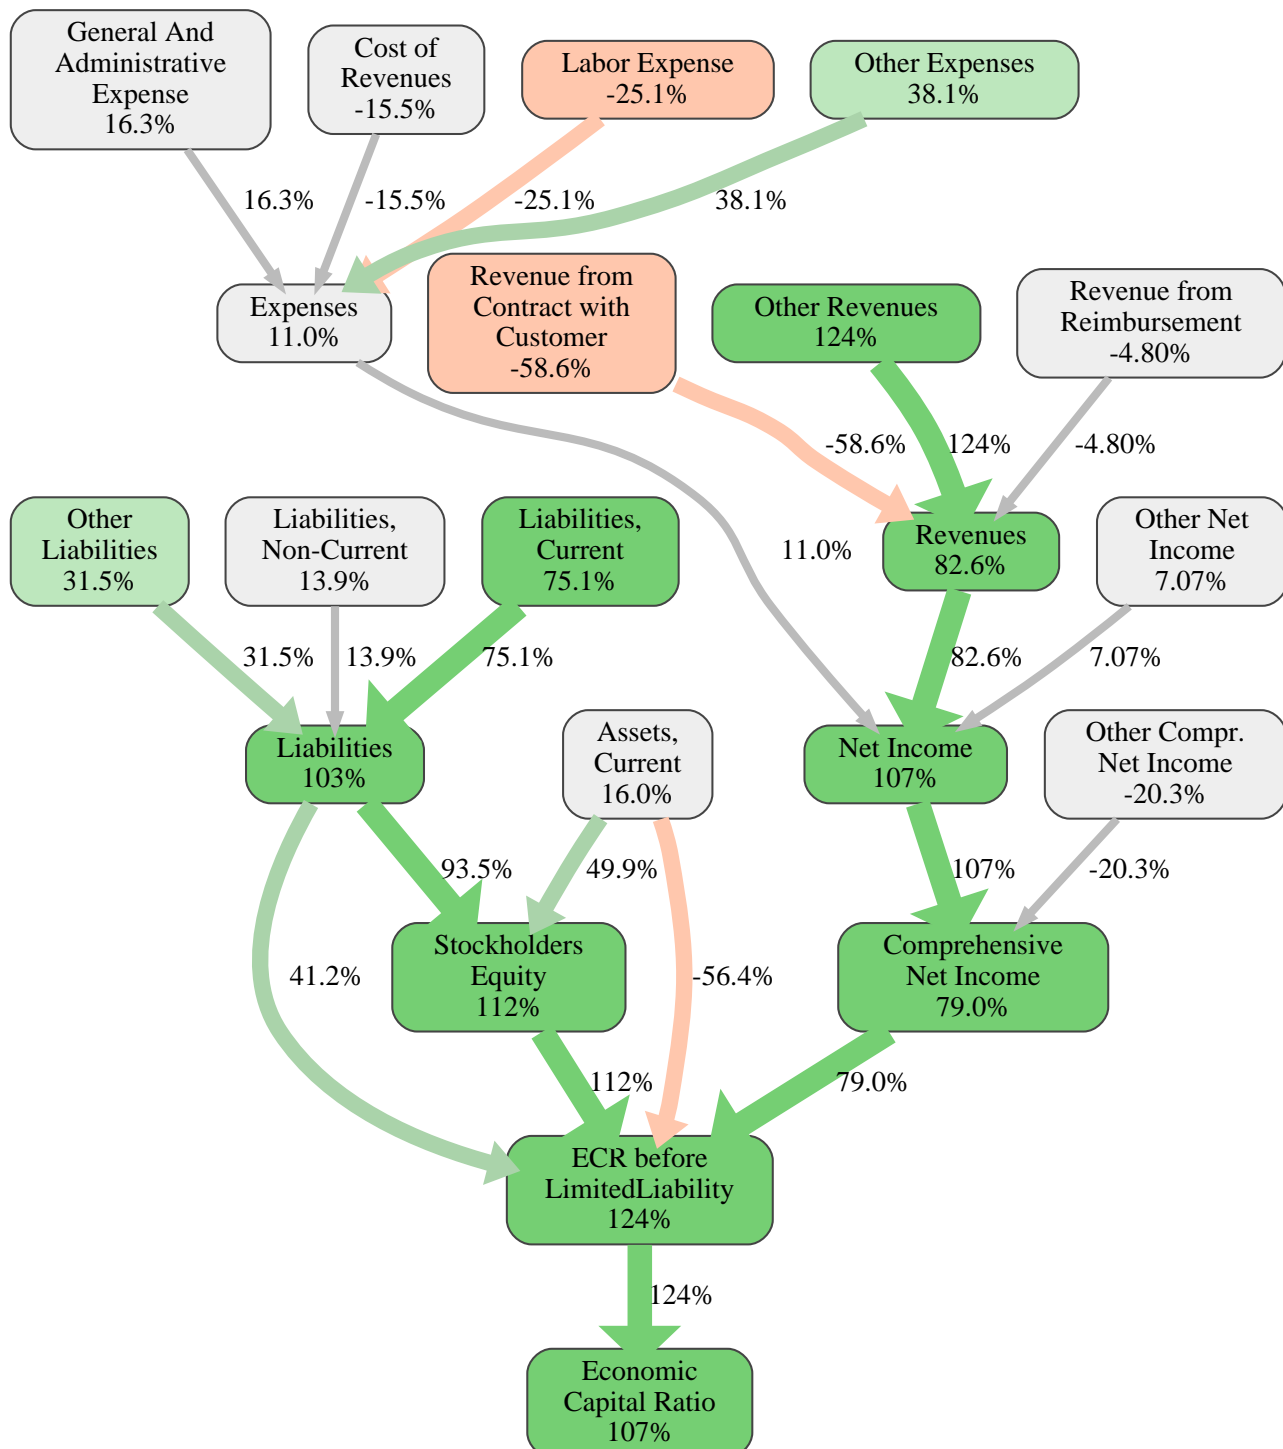 General And
Administrative
Expense
16.3%
Cost of
Revenues
-15.5%
Labor Expense
-25.1%
Other Expenses
38.1%
16.3%
-15.5%
-25.1%
38.1%
Expenses
11.0%
Revenue from
Contract with
Customer
-58.6%
Other Revenues
124%
Revenue from
Reimbursement
-4.80%
-58.6%
124%
-4.80%
Other
Liabilities
31.5%
Liabilities,
Non-Current
13.9%
Liabilities,
Current
75.1%
11.0%
Revenues
82.6%
Other Net
Income
7.07%
31.5%
13.9%
75.1%
82.6%
7.07%
Liabilities
103%
Assets,
Current
16.0%
Net Income
107%
Other Compr.
Net Income
-20.3%
93.5%
49.9%
107%
-20.3%
41.2%
Stockholders
Equity
112%
-56.4%
Comprehensive
Net Income
79.0%
112%
79.0%
ECR before
LimitedLiability
124%
124%
Economic
Capital Ratio
107%